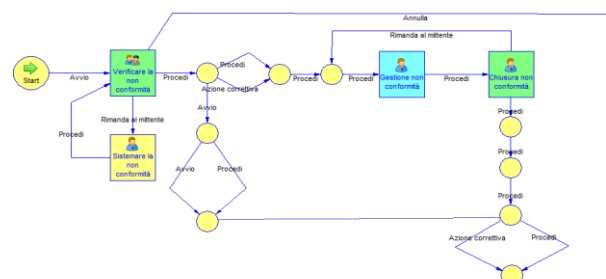 Annulla
Rimanda al mittente
Start
Avvio
Verificare la
non
conformità
Procedi
Procedi
Azione correttiva
Procedi
Procedi
Gestione non
conformità
Procedi
Chiusura non
conformità
Avvio
Procedi
Rimanda al mittente
Procedi
Sistemare la
non
conformità
Procedi
Avvio
Procedi
Procedi
Azione correttiva
Procedi